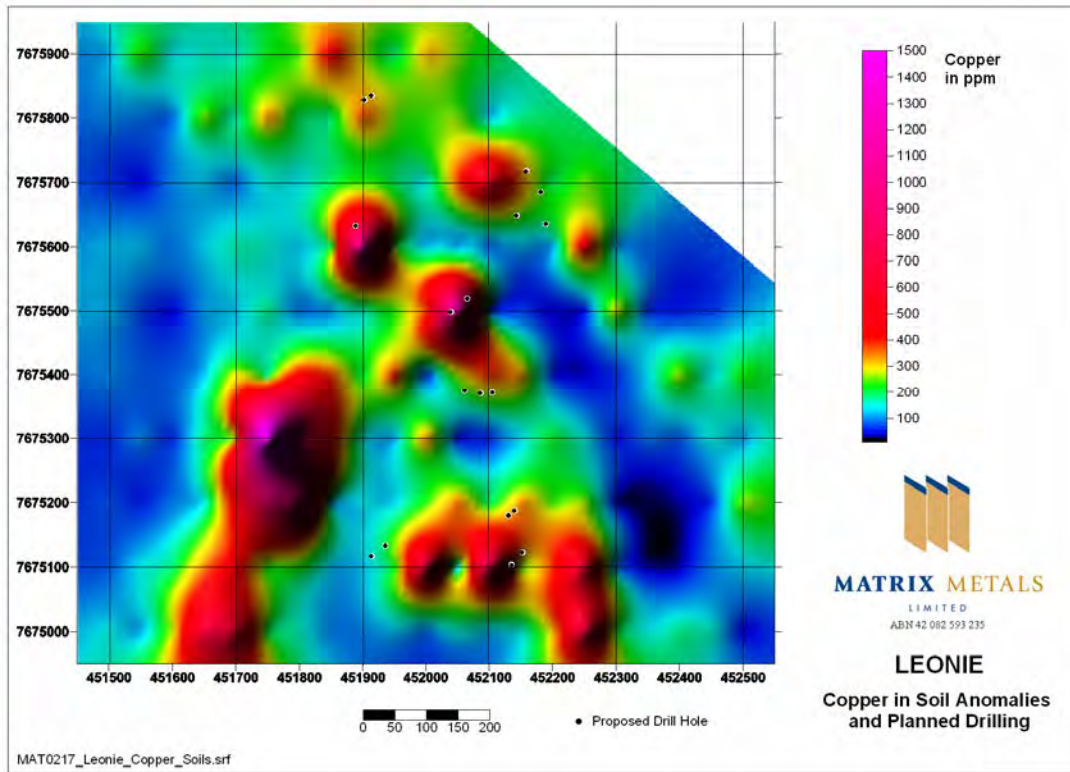 7675900
7675800
7675700
7675600
7675500
7675400
7675300
7675200
7675100
7675000
451500 451600 451700 451800 451900 452000 452100 452200 452300 452400 452500
1500
1400
1300
1200
1100
1000
900
800
700
600
500
400
300
200
100
Copper
in ppm
MATRIX METALS
LIMITED
ABN 42 082 593 235
LEONIE
Copper in Soil Anomalies
and Planned Drilling
0 50 100 150 200
Proposed Drill Hole
MAT0217_Leonie_Copper_Soils.srf